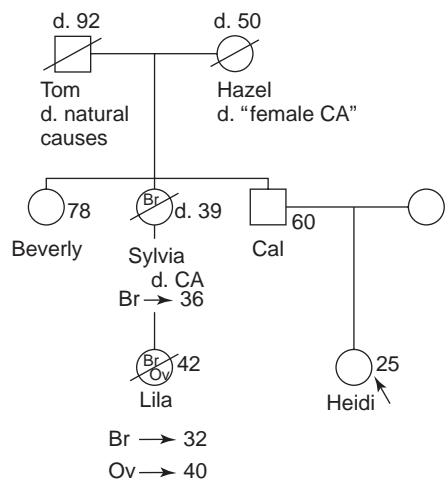 d. 92
d. 50
Tom
d. natural
causes
Hazel
d. “female CA”
78
Br
d. 39
60
Beverly
Sylvia
Cal
d. CA
Br → 36
Br
Ov
42
25
Lila
Heidi
Br → 32
Ov → 40